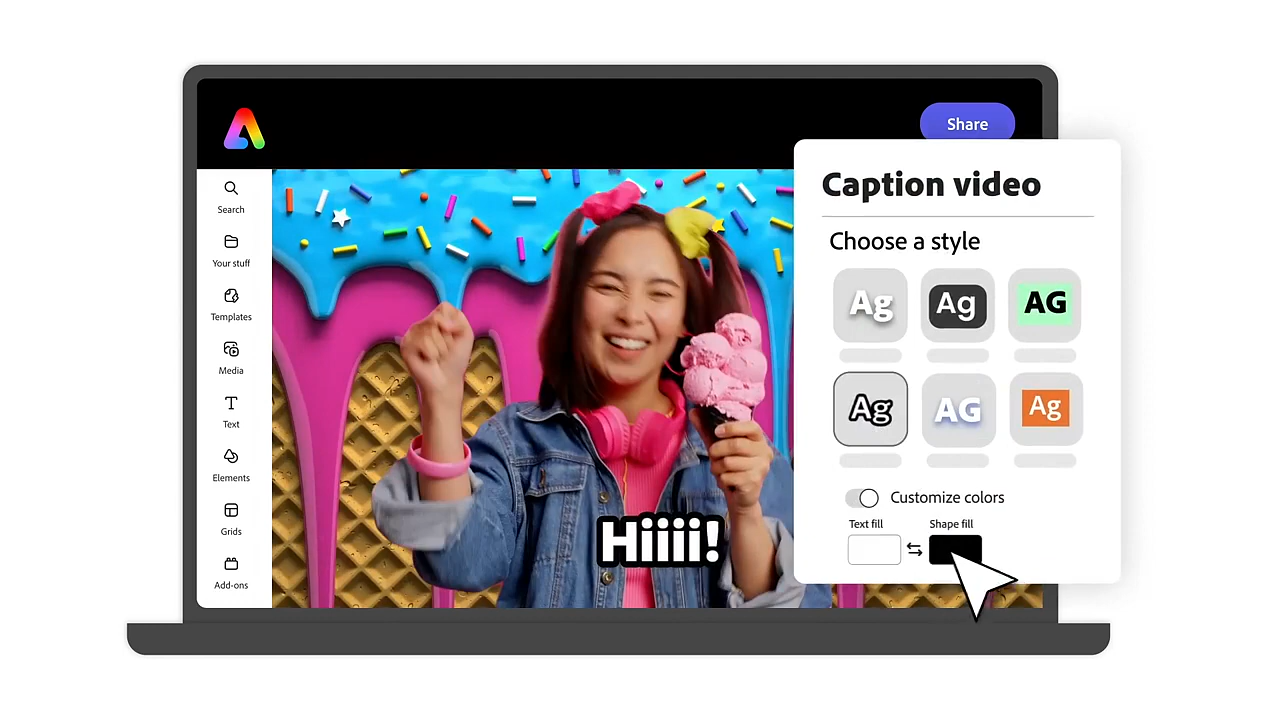 Share
Search
Your stuff
Templates
Media
Text
Elements
Grids
Add-ons
Hiiii!
Caption video
Choose a style
Ag Ag AG
Ag AG Ag
Customize colors
Text fill Shape fill